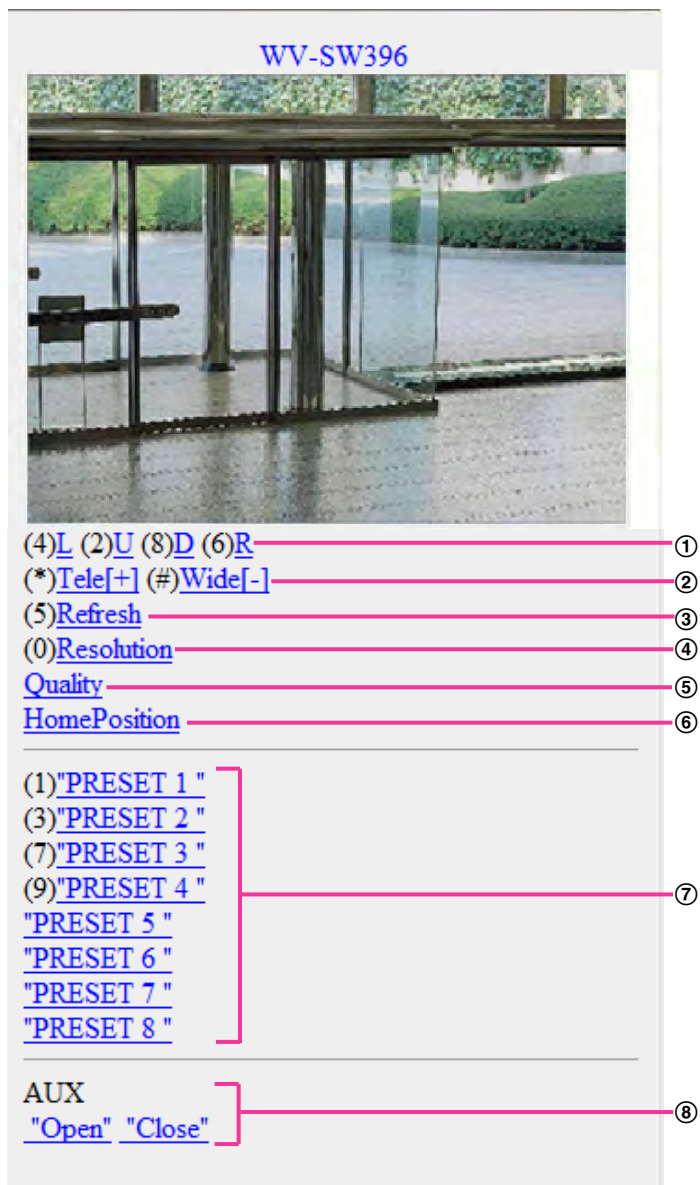 WV-SW396
(4)L (2)U (8)D (6)R ①
(*)Tele[+] (#)Wide[-] ②
(5)Refresh ③
(0)Resolution ④
Quality ⑤
HomePosition ⑥
(1)"PRESET 1 "
(3)"PRESET 2 "
(7)"PRESET 3 "
(9)"PRESET 4 " ⑦
"PRESET 5 "
"PRESET 6 "
"PRESET 7 "
"PRESET 8 "
AUX ⑧
"Open" "Close"